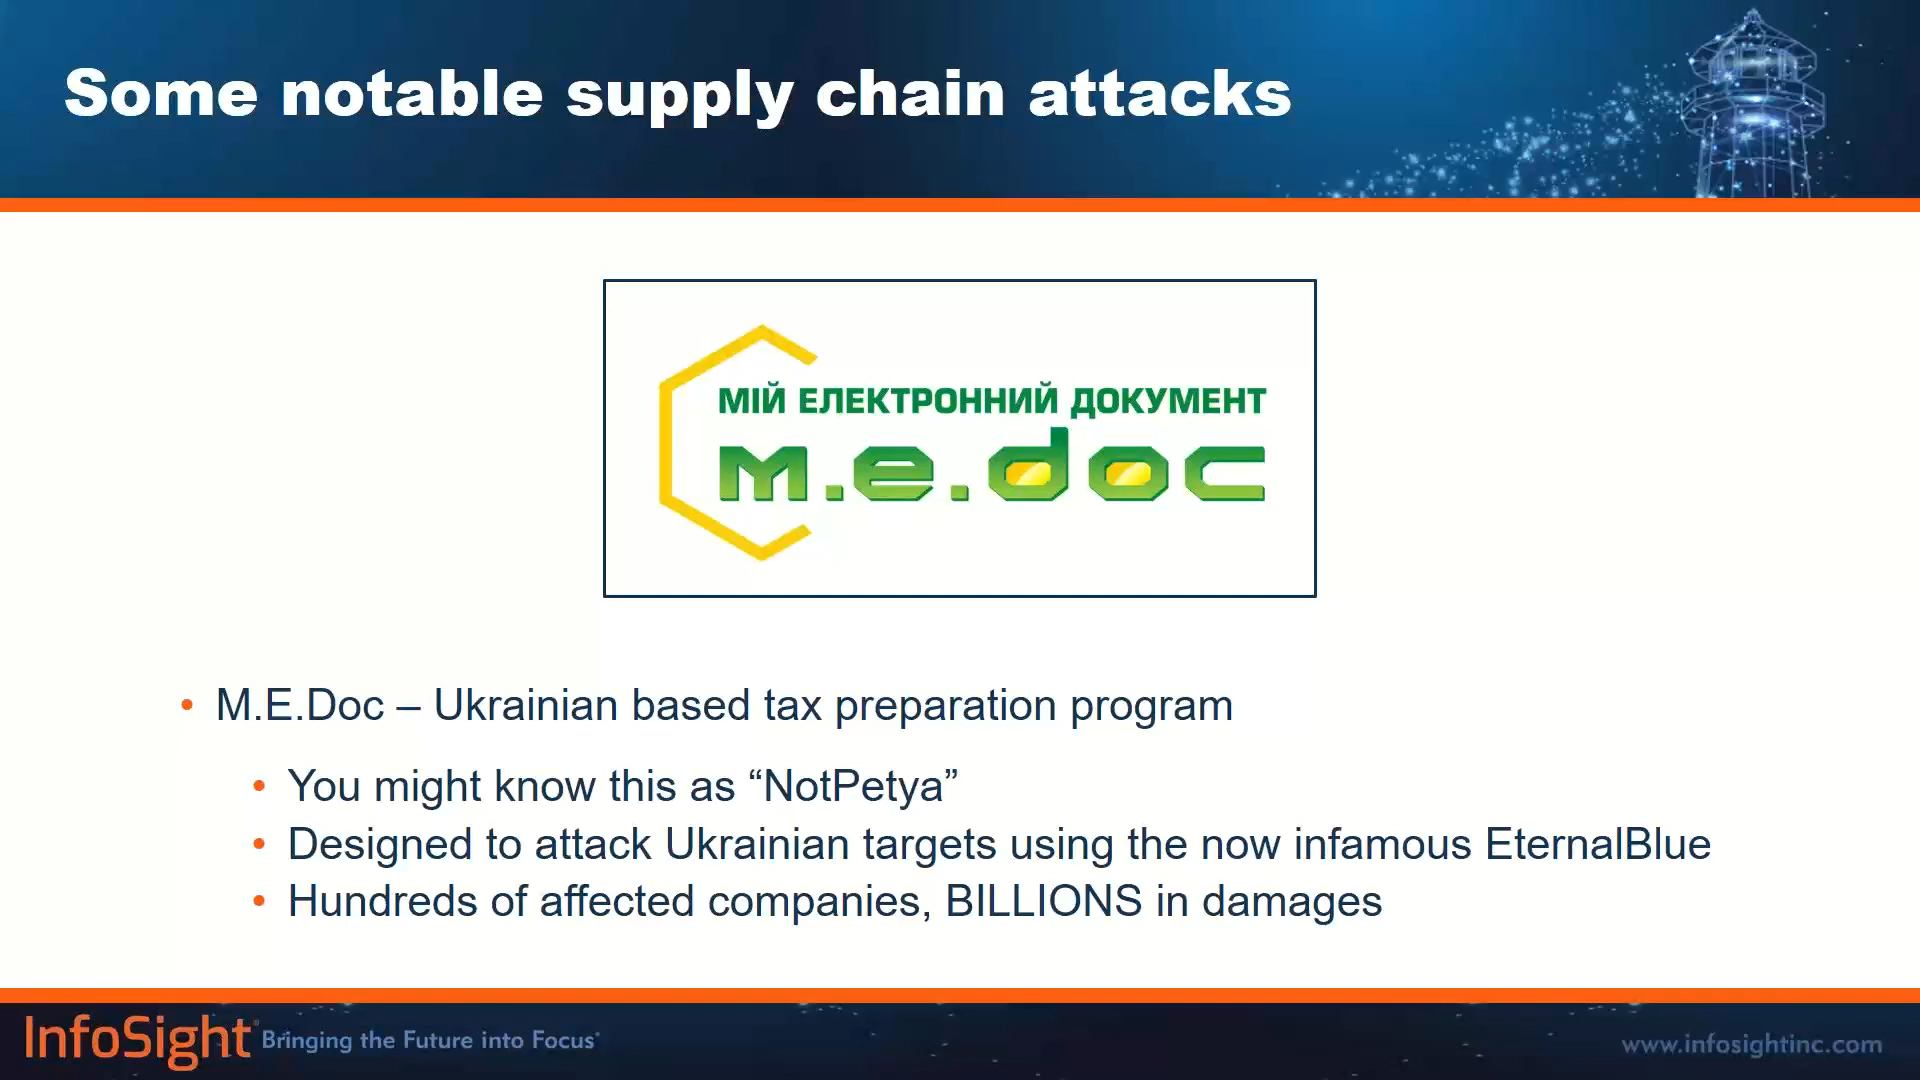 Some notable supply chain attacks
МІЙ ЕЛЕКТРОННИЙ ДОКУМЕНТ
m.e.doc
• M.E.Doc – Ukrainian based tax preparation program
• You might know this as “NotPetya”
• Designed to attack Ukrainian targets using the now infamous EternalBlue
• Hundreds of affected companies, BILLIONS in damages
InfoSight® Bringing the Future into Focus®
www.infosightinc.com